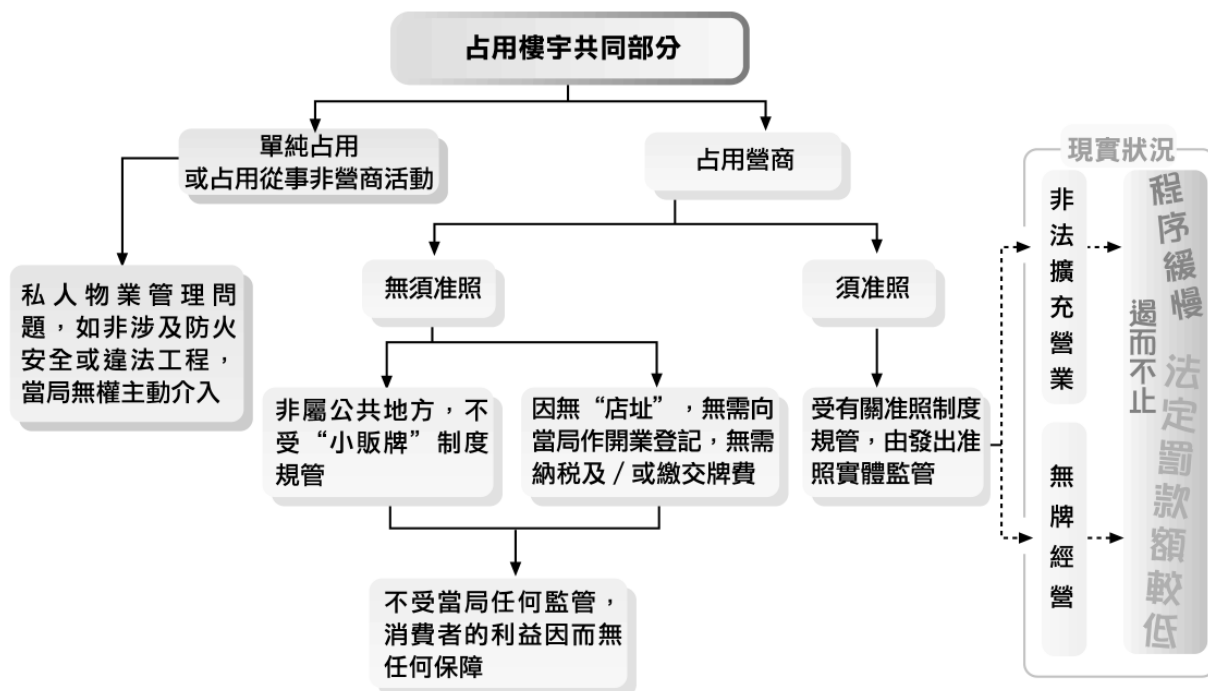 占用樓宇共同部分
單純占用
或占用從事非營商活動
占用營商
現實狀況
私人物業管理問
題，如非涉及防火
安全或違法工程，
當局無權主動介入
無須准照
須准照
非屬公共地方，不
受“小販牌”制度
規管
因無“店址”，無需向
當局作開業登記，無需
納税及/或繳交牌費
受有關准照制度
規管，由發出准
照實體監管
不受當局任何監管，
消費者的利益因而無
任何保障
非法擴充營業
無牌經營
程序緩慢
遏而不止
法定罰款額較低